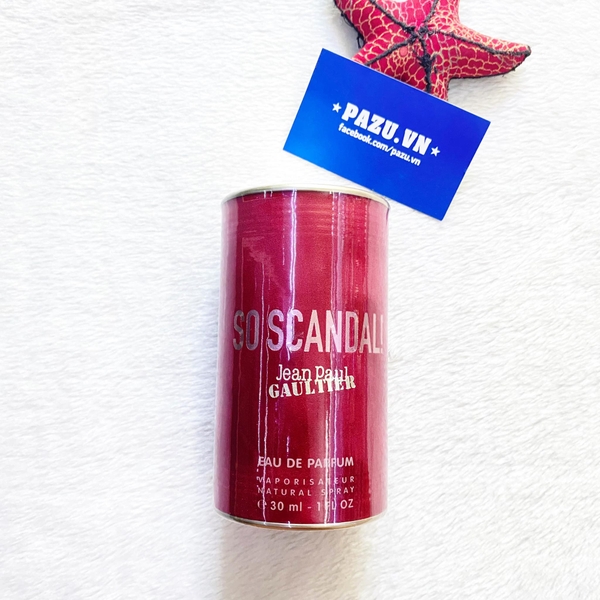 ★ PAZU.VN ★
facebook.com/pazu.vn
SO SCANDAL!
Jean Paul
GAULTIER
EAU DE PARFUM
VAPORISATEUR
NATURAL SPRAY
℮ 30 ml - 1 FL OZ